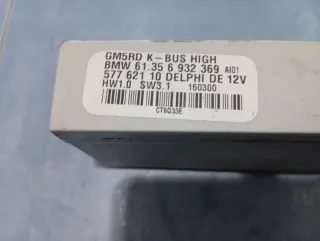 GM5RD K-BUS HIGH
BMW 61.35 6 932 369 AI01
577 621 10 DELPHI DE 12V
HW1.0 SW3.1 160300
CT6Q33E